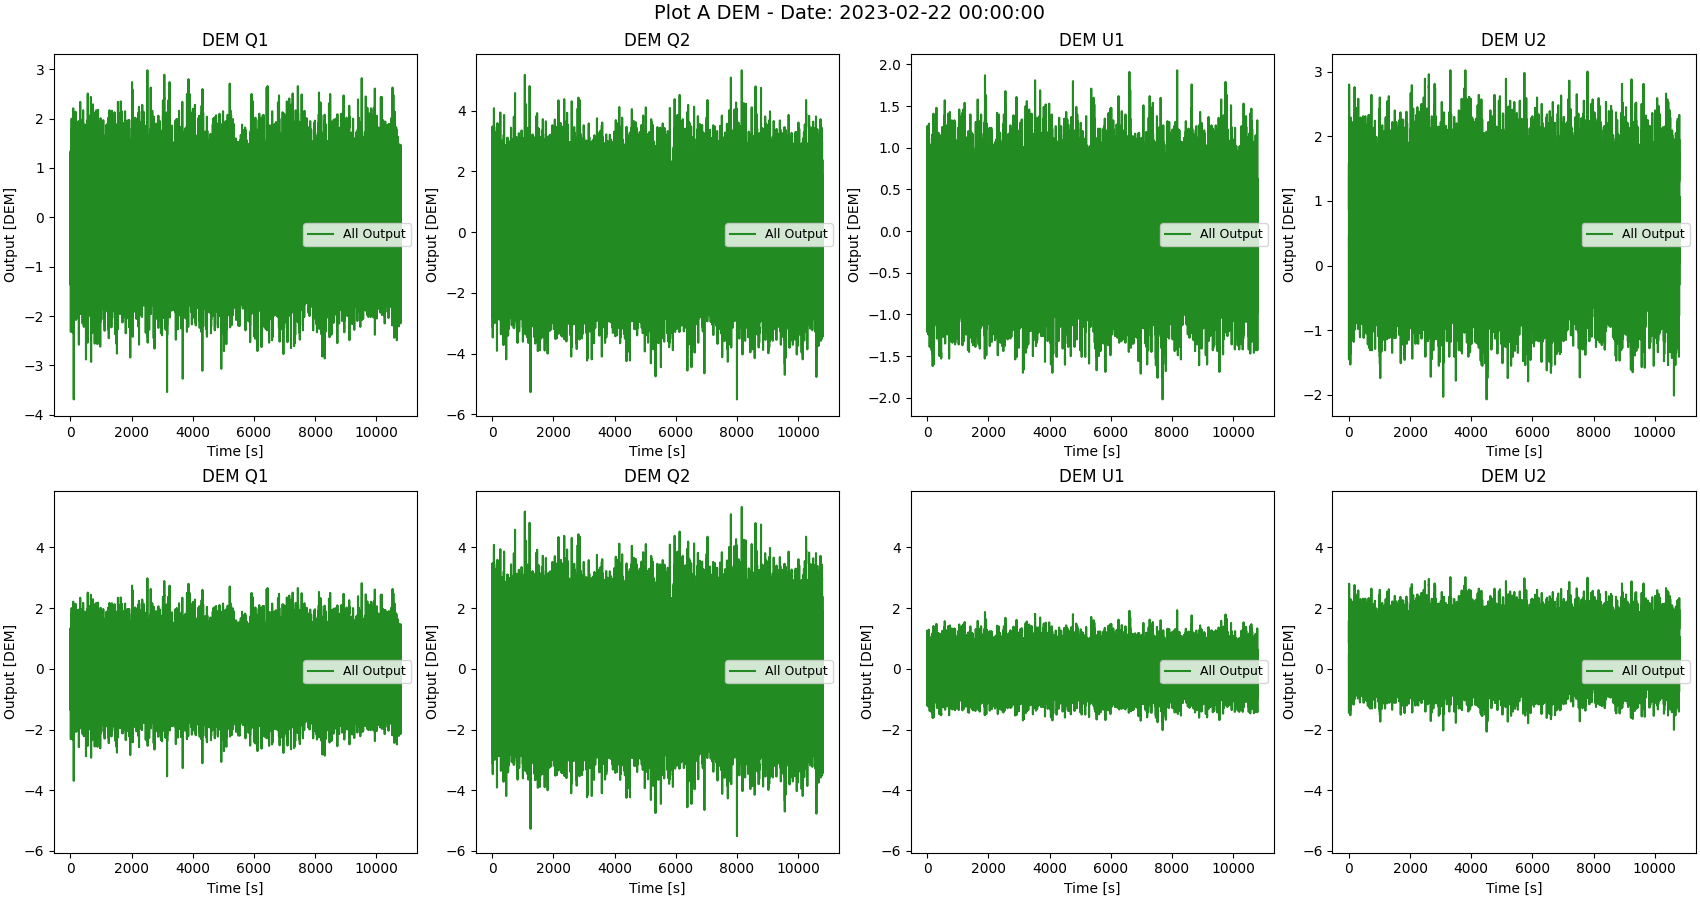 Plot A DEM - Date: 2023-02-22 00:00:00
DEM Q1
Output [DEM]
3
2
1
0
−1
−2
−3
−4
All Output
0 2000 4000 6000 8000 10000
Time [s]
DEM Q2
Output [DEM]
4
2
0
−2
−4
−6
All Output
0 2000 4000 6000 8000 10000
Time [s]
DEM U1
Output [DEM]
2.0
1.5
1.0
0.5
0.0
−0.5
−1.0
−1.5
−2.0
All Output
0 2000 4000 6000 8000 10000
Time [s]
DEM U2
Output [DEM]
3
2
1
0
−1
−2
All Output
0 2000 4000 6000 8000 10000
Time [s]
DEM Q1
Output [DEM]
4
2
0
−2
−4
−6
All Output
0 2000 4000 6000 8000 10000
Time [s]
DEM Q2
Output [DEM]
4
2
0
−2
−4
−6
All Output
0 2000 4000 6000 8000 10000
Time [s]
DEM U1
Output [DEM]
4
2
0
−2
−4
−6
All Output
0 2000 4000 6000 8000 10000
Time [s]
DEM U2
Output [DEM]
4
2
0
−2
−4
−6
All Output
0 2000 4000 6000 8000 10000
Time [s]